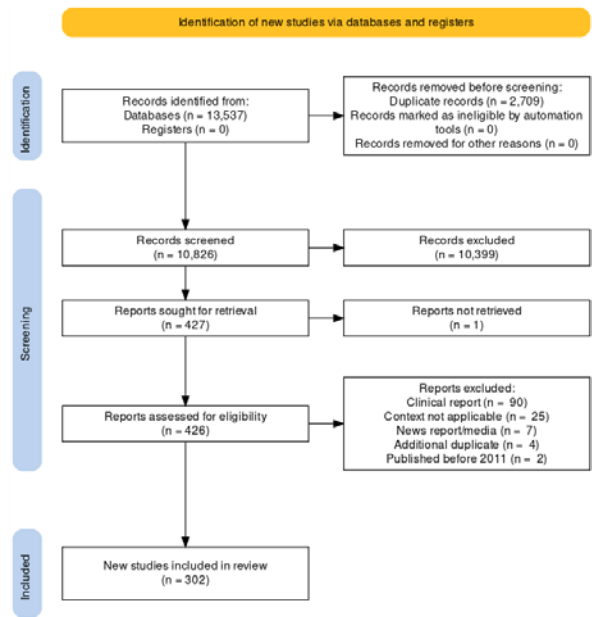 Identification of new studies via databases and registers
Identification
Records identified from:
Databases (n = 13,537)
Registers (n = 0)
Records removed before screening:
Duplicate records (n = 2,709)
Records marked as ineligible by automation
tools (n = 0)
Records removed for other reasons (n = 0)
Screening
Records screened
(n = 10,826)
Records excluded
(n = 10,399)
Reports sought for retrieval
(n = 427)
Reports not retrieved
(n = 1)
Reports assessed for eligibility
(n = 426)
Reports excluded:
Clinical report (n = 90)
Context not applicable (n = 25)
News report/media (n = 7)
Additional duplicate (n = 4)
Published before 2011 (n = 2)
Included
New studies included in review
(n = 302)